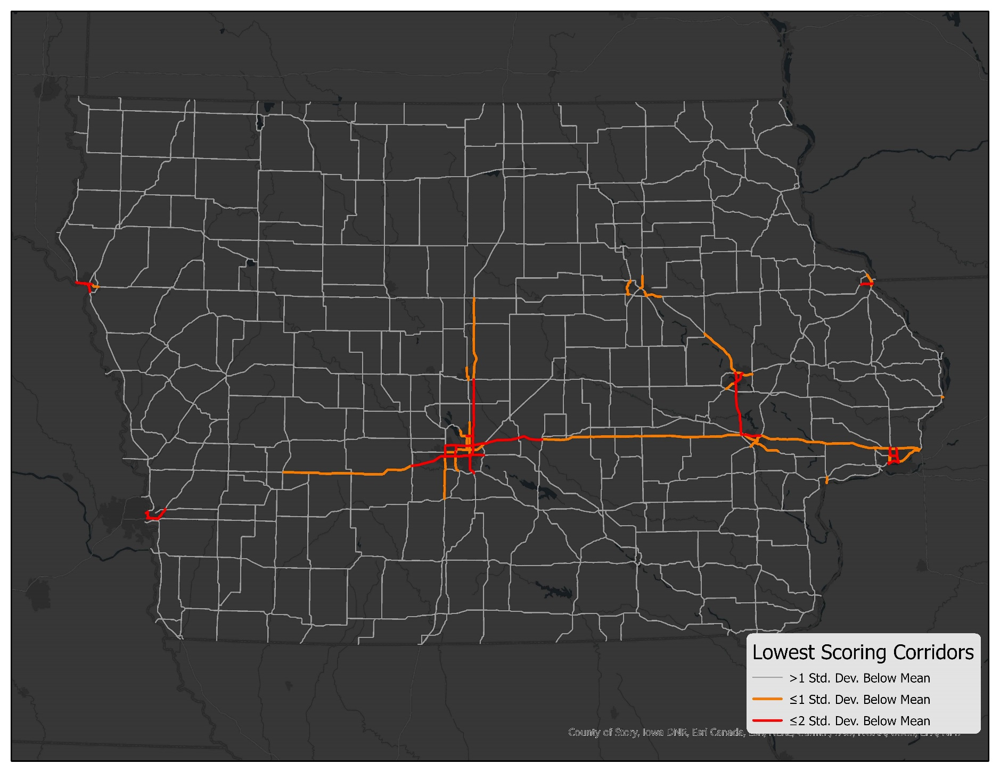 Lowest Scoring Corridors
>1 Std. Dev. Below Mean
≤1 Std. Dev. Below Mean
≤2 Std. Dev. Below Mean
County of Story, Iowa DNR, Esri Canada,